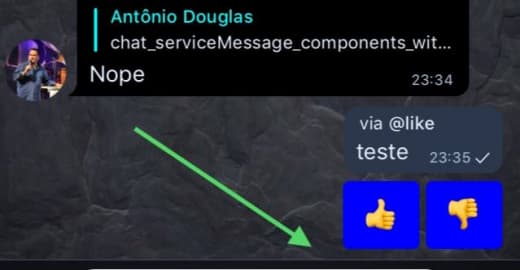 Antônio Douglas
chat_serviceMessage_components_wit...
Nope
23:34
via @like
teste
23:35